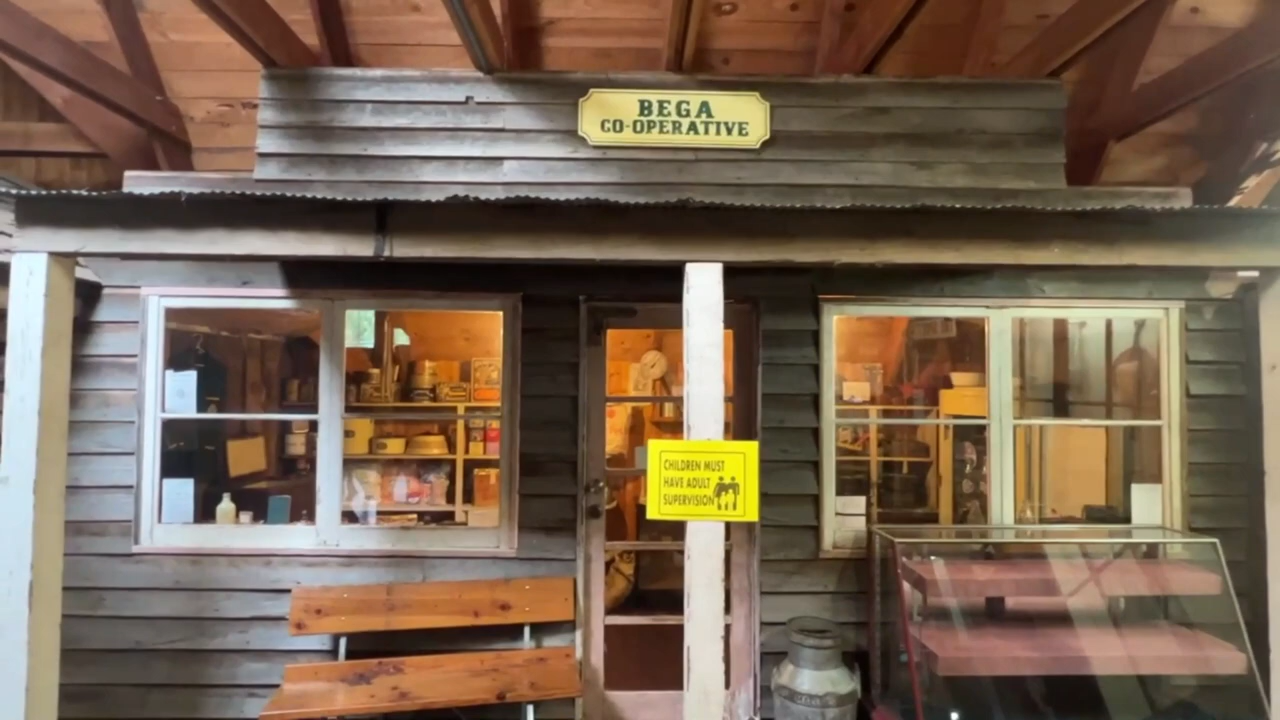 BEGA
CO-OPERATIVE
CHILDREN MUST
HAVE ADULT
SUPERVISION